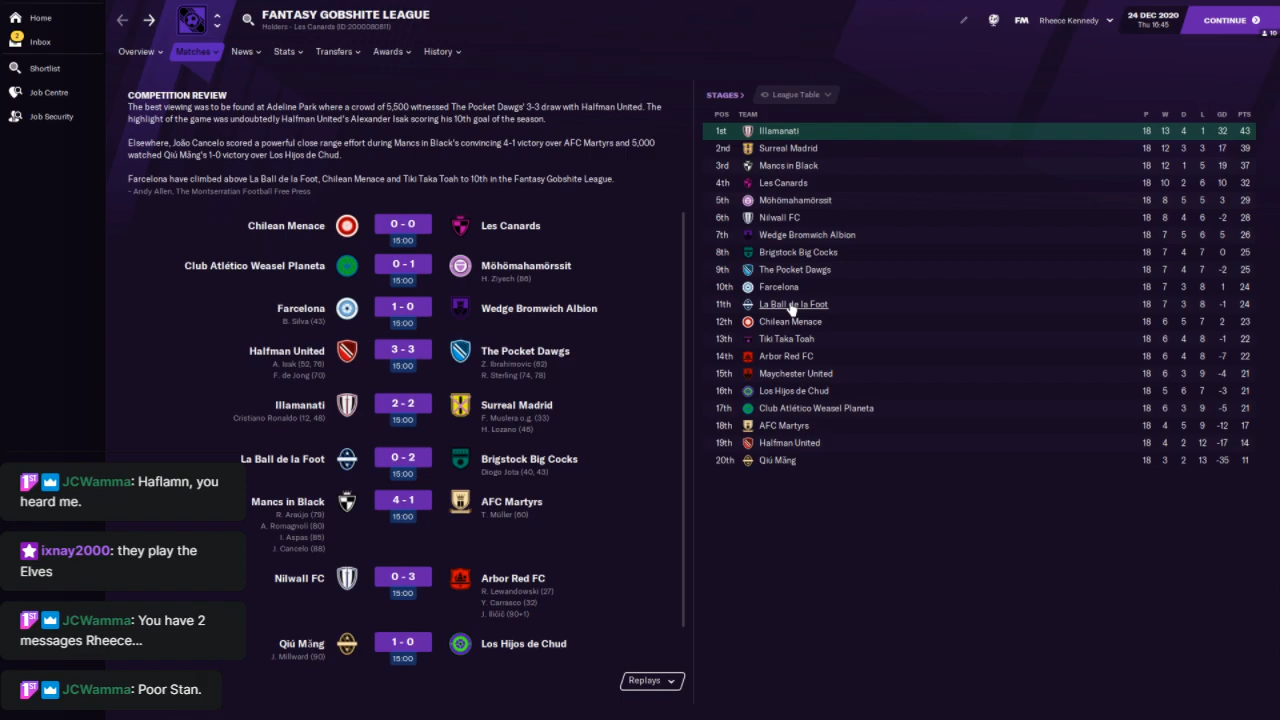 Home
2
Inbox
Shortlist
Job Centre
Job Security
FANTASY GOBSHITE LEAGUE
Holders - Les Canards (ID:2000080811)
FM Rheece Kennedy
24 DEC 2020
Thu 16:45
CONTINUE
10
Overview Matches News Stats Transfers Awards History
COMPETITION REVIEW
The best viewing was to be found at Adeline Park where a crowd of 5,500 witnessed The Pocket Dawgs' 3-3 draw with Halfman United. The
highlight of the game was undoubtedly Halfman United's Alexander Isak scoring his 10th goal of the season.
Elsewhere, João Cancelo scored a powerful close range effort during Mancs in Black's convincing 4-1 victory over AFC Martyrs and 5,000
watched Qiú Mǎng's 1-0 victory over Los Hijos de Chud.
Farcelona have climbed above La Ball de la Foot, Chilean Menace and Tiki Taka Toah to 10th in the Fantasy Gobshite League.
- Andy Allen, The Montserratian Football Free Press
Chilean Menace 0 - 0 Les Canards
15:00
Club Atlético Weasel Planeta 0 - 1 Möhömahamörssit
15:00 H. Ziyech (86)
Farcelona 1 - 0 Wedge Bromwich Albion
B. Silva (43) 15:00
Halfman United 3 - 3 The Pocket Dawgs
A. Isak (52, 76) 15:00 Z. Ibrahimovic (62)
F. de Jong (70) R. Sterling (74, 78)
Illamanati 2 - 2 Surreal Madrid
Cristiano Ronaldo (12, 48) 15:00 F. Muslera o.g. (33)
H. Lozano (45)
La Ball de la Foot 0 - 2 Brigstock Big Cocks
15:00 Diogo Jota (40, 43)
Mancs in Black 4 - 1 AFC Martyrs
R. Araújo (79) 15:00 T. Müller (60)
A. Romagnoli (80)
I. Aspas (85)
J. Cancelo (88)
Nilwall FC 0 - 3 Arbor Red FC
15:00 R. Lewandowski (27)
Y. Carrasco (32)
J. Iličić (90+1)
Qiú Mǎng 1 - 0 Los Hijos de Chud
J. Millward (90) 15:00
Replays
STAGES > League Table
POS TEAM P W D L GD PTS
1st Illamanati 18 13 4 1 32 43
2nd Surreal Madrid 18 12 3 3 17 39
3rd Mancs in Black 18 12 1 5 19 37
4th Les Canards 18 10 2 6 10 32
5th Möhömahamörssit 18 8 5 5 3 29
6th Nilwall FC 18 8 4 6 -2 28
7th Wedge Bromwich Albion 18 7 5 6 5 26
8th Brigstock Big Cocks 18 7 4 7 0 25
9th The Pocket Dawgs 18 7 4 7 -2 25
10th Farcelona 18 7 3 8 1 24
11th La Ball de la Foot 18 7 3 8 -1 24
12th Chilean Menace 18 6 5 7 2 23
13th Tiki Taka Toah 18 6 4 8 -1 22
14th Arbor Red FC 18 6 4 8 -7 22
15th Maychester United 18 6 3 9 -4 21
16th Los Hijos de Chud 18 5 6 7 -3 21
17th Club Atlético Weasel Planeta 18 6 3 9 -5 21
18th AFC Martyrs 18 4 5 9 -12 17
19th Halfman United 18 4 2 12 -17 14
20th Qiú Mǎng 18 3 2 13 -35 11
1ST JCWamma: Haflamn, you
heard me.
ixnay2000: they play the
Elves
1ST JCWamma: You have 2
messages Rheece...
1ST JCWamma: Poor Stan.